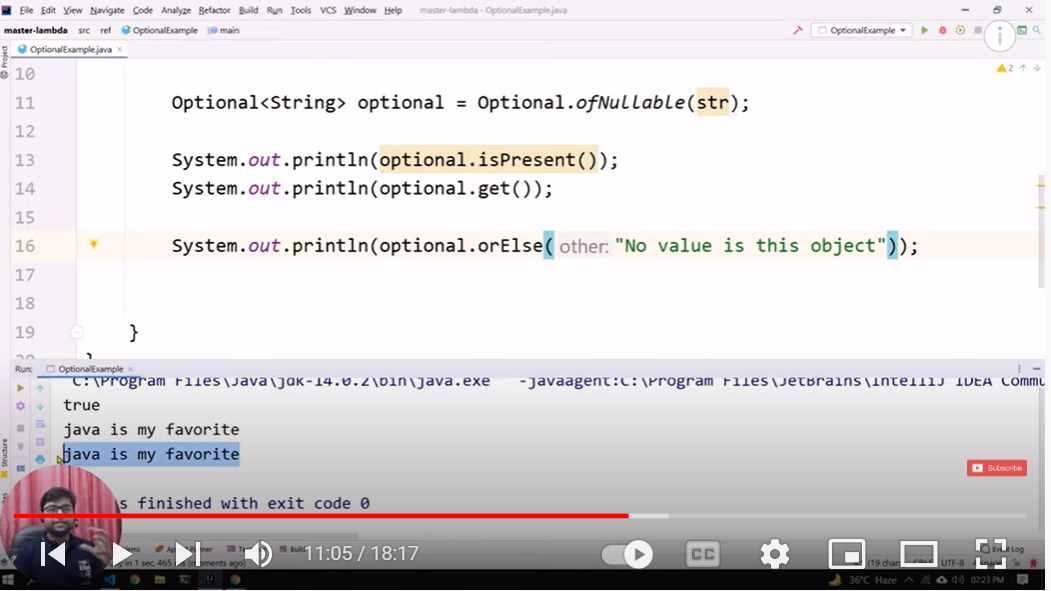 File Edit View Navigate Code Analyze Refactor Build Run Tools VCS Window Help master-lambda - OptionalExample.java
master-lambda src ref OptionalExample main OptionalExample
Project
OptionalExample.java
2
10
11 Optional<String> optional = Optional.ofNullable(str);
12
13 System.out.println(optional.isPresent());
14 System.out.println(optional.get());
15
16 System.out.println(optional.orElse( other: "No value is this object"));
17
18
19 }
Run: OptionalExample
C:\Program Files\Java\jdk-14.0.2\bin\java.exe -javaagent:C:\Program Files\JetBrains\IntelliJ IDEA Commu
true
java is my favorite
java is my favorite
Structure
Subscribe
s finished with exit code 0
Event Log
11:05 / 18:17
CC
36°C Haze 07:23 PM